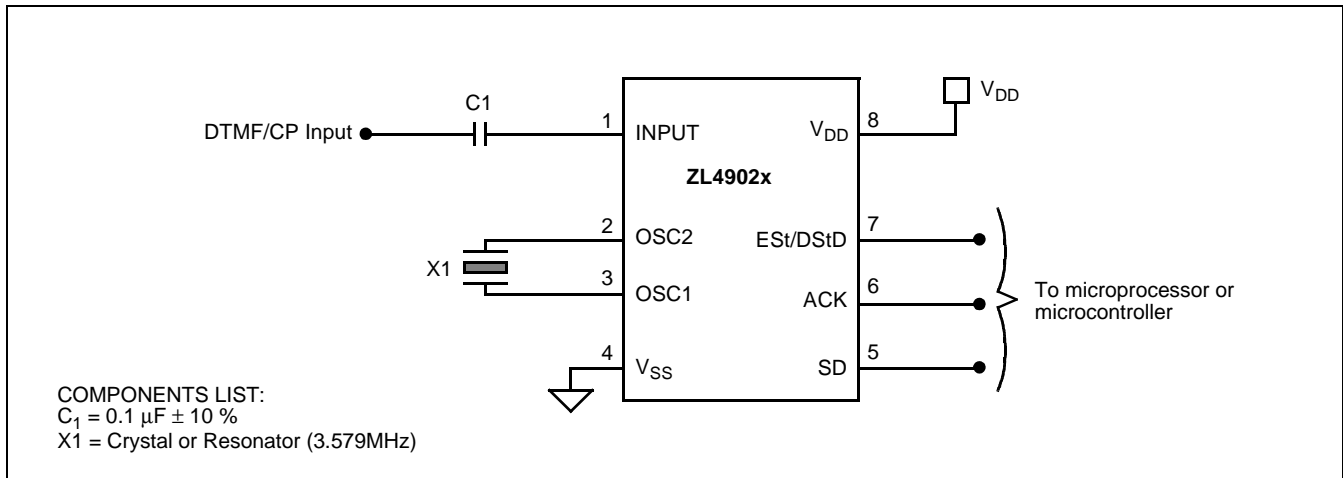 C1
DTMF/CP Input
1
INPUT
V_DD
8
V_DD
ZL4902x
2
OSC2
ESt/DStD
7
X1
3
OSC1
ACK
6
To microprocessor or
microcontroller
4
V_SS
SD
5
COMPONENTS LIST:
C_1 = 0.1 μF ± 10 %
X1 = Crystal or Resonator (3.579MHz)